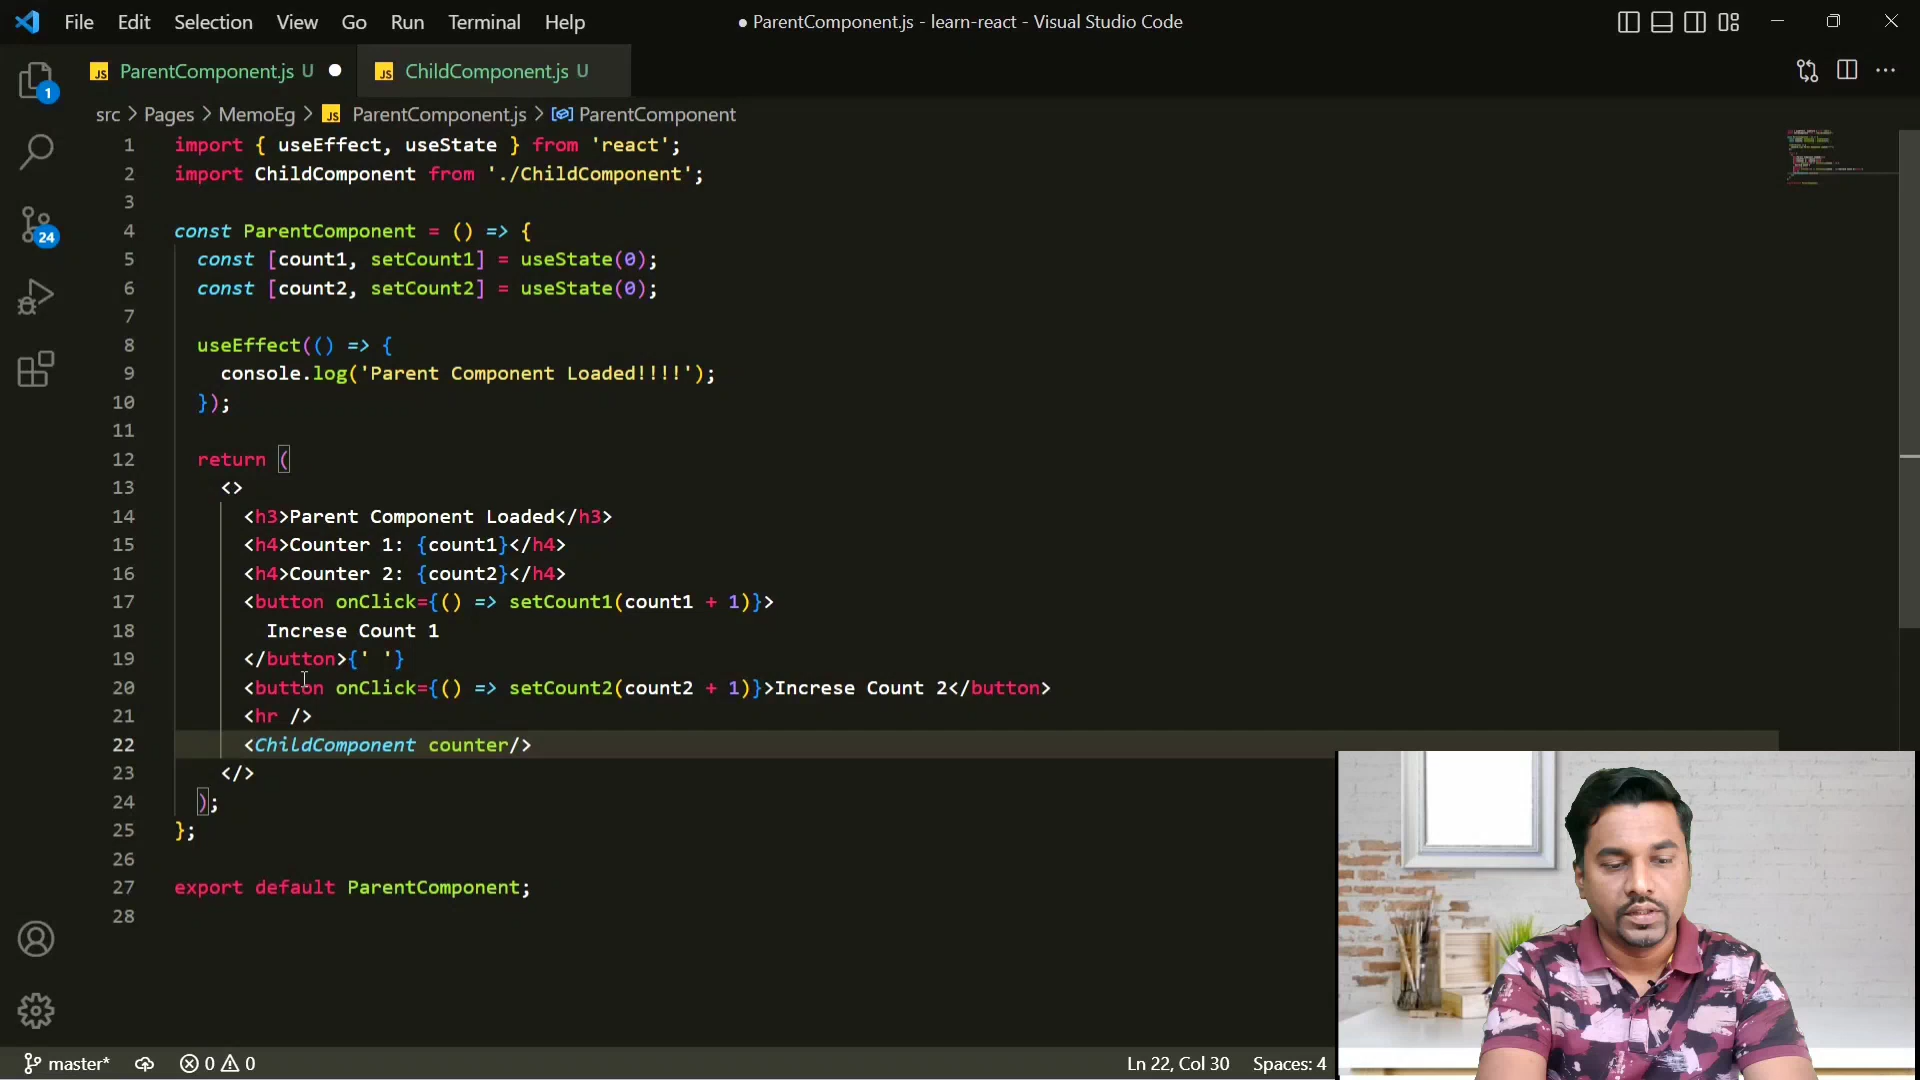 File Edit Selection View Go Run Terminal Help
● ParentComponent.js - learn-react - Visual Studio Code
JS ParentComponent.js U ●
JS ChildComponent.js U
1
24
src > Pages > MemoEg > JS ParentComponent.js > ParentComponent
1 import { useEffect, useState } from 'react';
2 import ChildComponent from './ChildComponent';
3
4 const ParentComponent = () => {
5 const [count1, setCount1] = useState(0);
6 const [count2, setCount2] = useState(0);
7
8 useEffect(() => {
9 console.log('Parent Component Loaded!!!!');
10 });
11
12 return (
13 <>
14 <h3>Parent Component Loaded</h3>
15 <h4>Counter 1: {count1}</h4>
16 <h4>Counter 2: {count2}</h4>
17 <button onClick={() => setCount1(count1 + 1)}>
18 Increse Count 1
19 </button>{' '}
20 <button onClick={() => setCount2(count2 + 1)}>Increse Count 2</button>
21 <hr />
22 <ChildComponent counter/>
23 </>
24 );
25 };
26
27 export default ParentComponent;
28
master* 0 0
Ln 22, Col 30 Spaces: 4